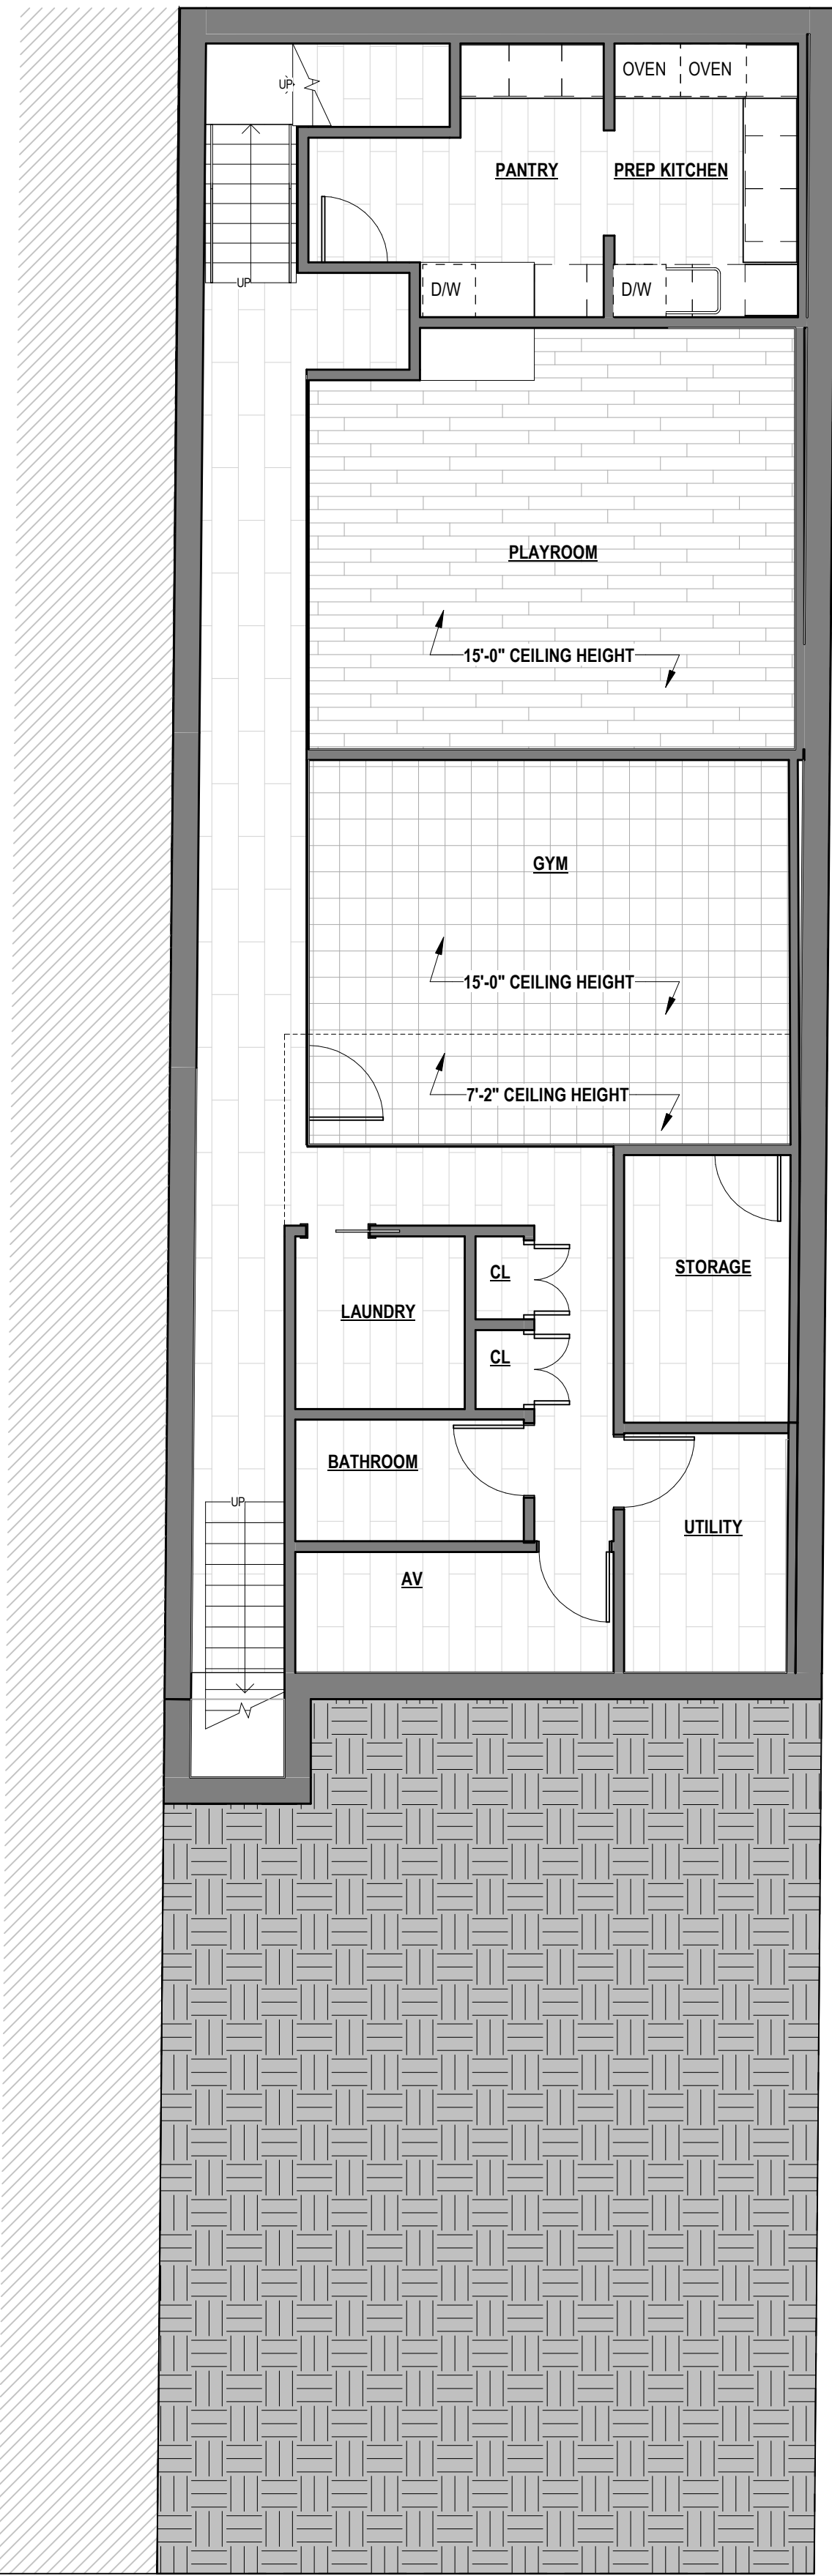 OVEN OVEN
UP
PANTRY
PREP KITCHEN
UP
D/W
D/W
PLAYROOM
15'-0" CEILING HEIGHT
GYM
15'-0" CEILING HEIGHT
7'-2" CEILING HEIGHT
STORAGE
CL
LAUNDRY
CL
BATHROOM
UP
UTILITY
AV